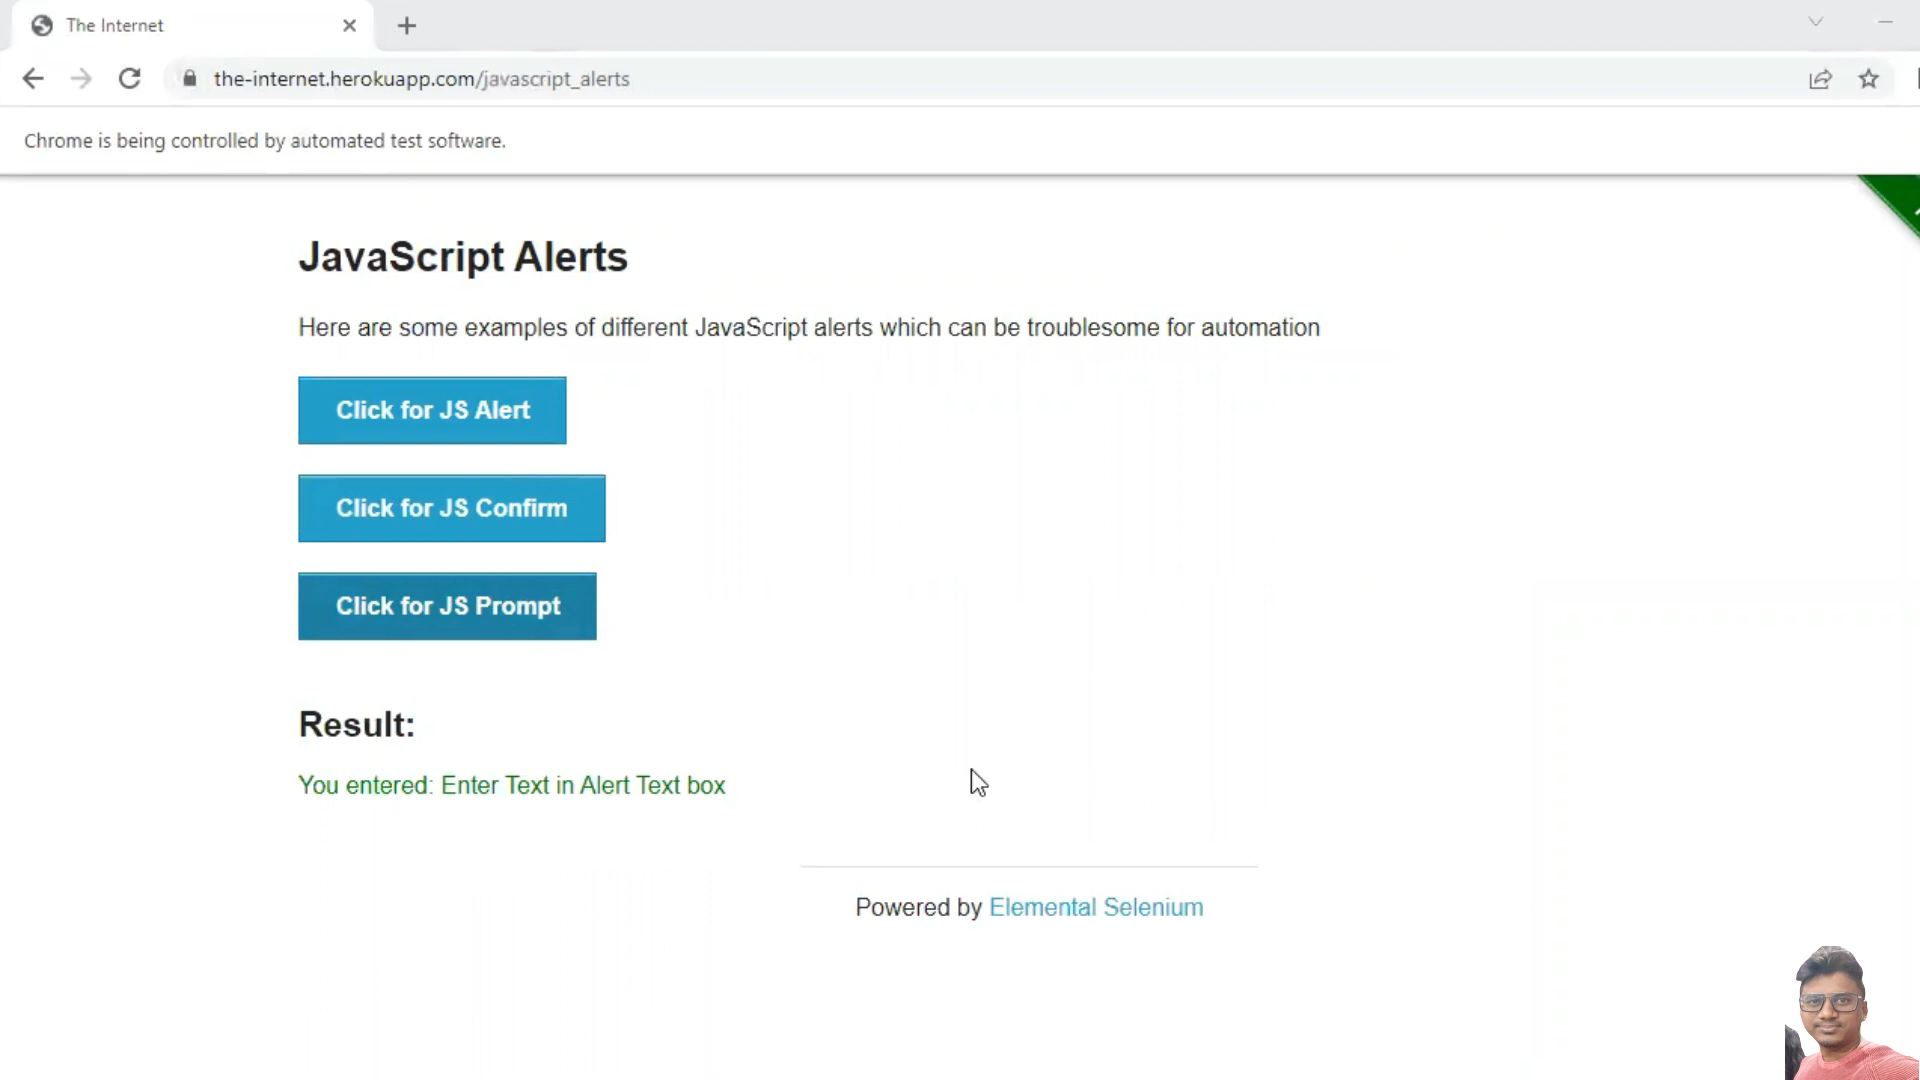 The Internet
the-internet.herokuapp.com/javascript_alerts
Chrome is being controlled by automated test software.
JavaScript Alerts
Here are some examples of different JavaScript alerts which can be troublesome for automation
Click for JS Alert
Click for JS Confirm
Click for JS Prompt
Result:
You entered: Enter Text in Alert Text box
Powered by Elemental Selenium